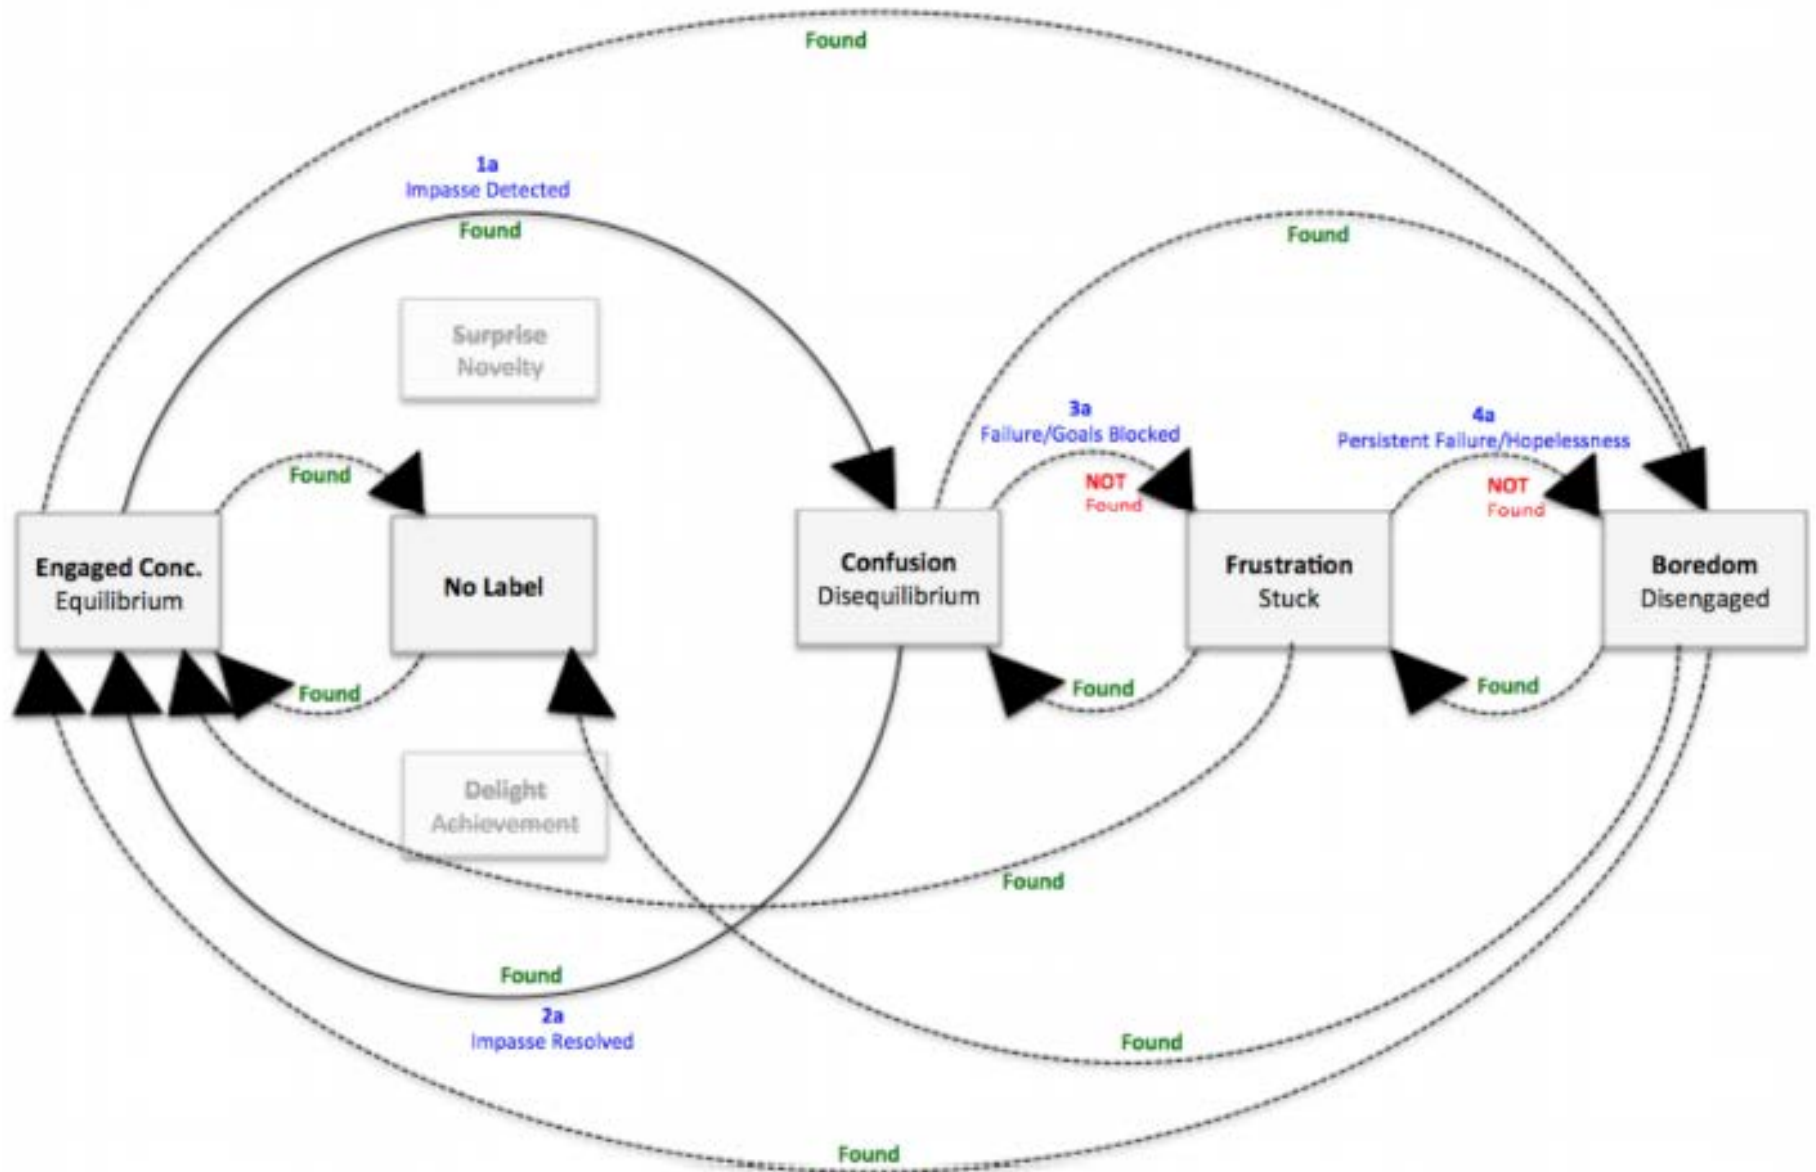 Found
1a
Impasse Detected
Found
Found
Surprise
Novelty
3a
Failure/Goals Blocked
NOT
Found
4a
Persistent Failure/Hopelessness
NOT
Found
Found
Engaged Conc.
Equilibrium
No Label
Confusion
Disequilibrium
Frustration
Stuck
Boredom
Disengaged
Found
Found
Found
Delight
Achievement
Found
Found
2a
Impasse Resolved
Found
Found